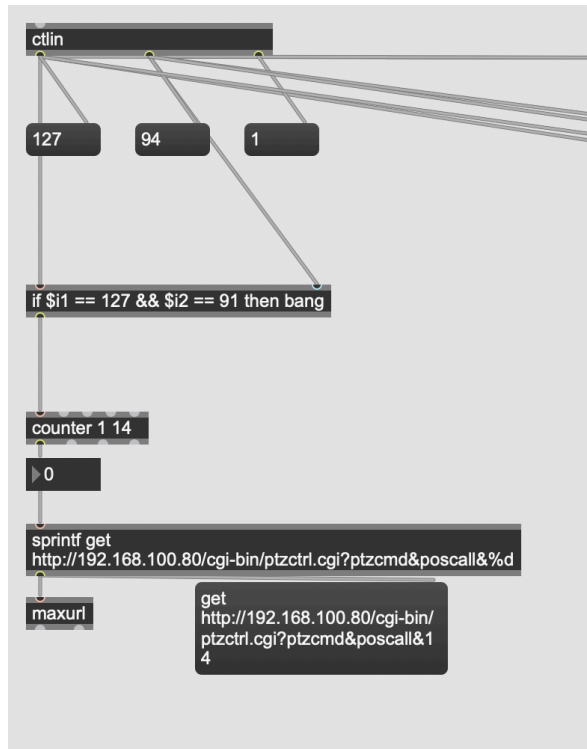 ctlin
127
94
1
if $i1 == 127 && $i2 == 91 then bang
counter 1 14
0
sprintf get
http://192.168.100.80/cgi-bin/ptzctrl.cgi?ptzcmd&poscall&%d
maxurl
get
http://192.168.100.80/cgi-bin/
ptzctrl.cgi?ptzcmd&poscall&1
4